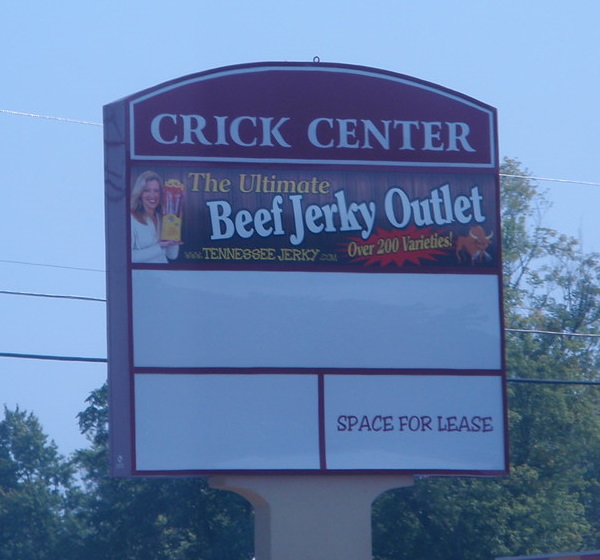 CRICK CENTER
The Ultimate
Beef Jerky Outlet
www.TENNESSEE JERKY.com
Over 200 Varieties!
SPACE FOR LEASE